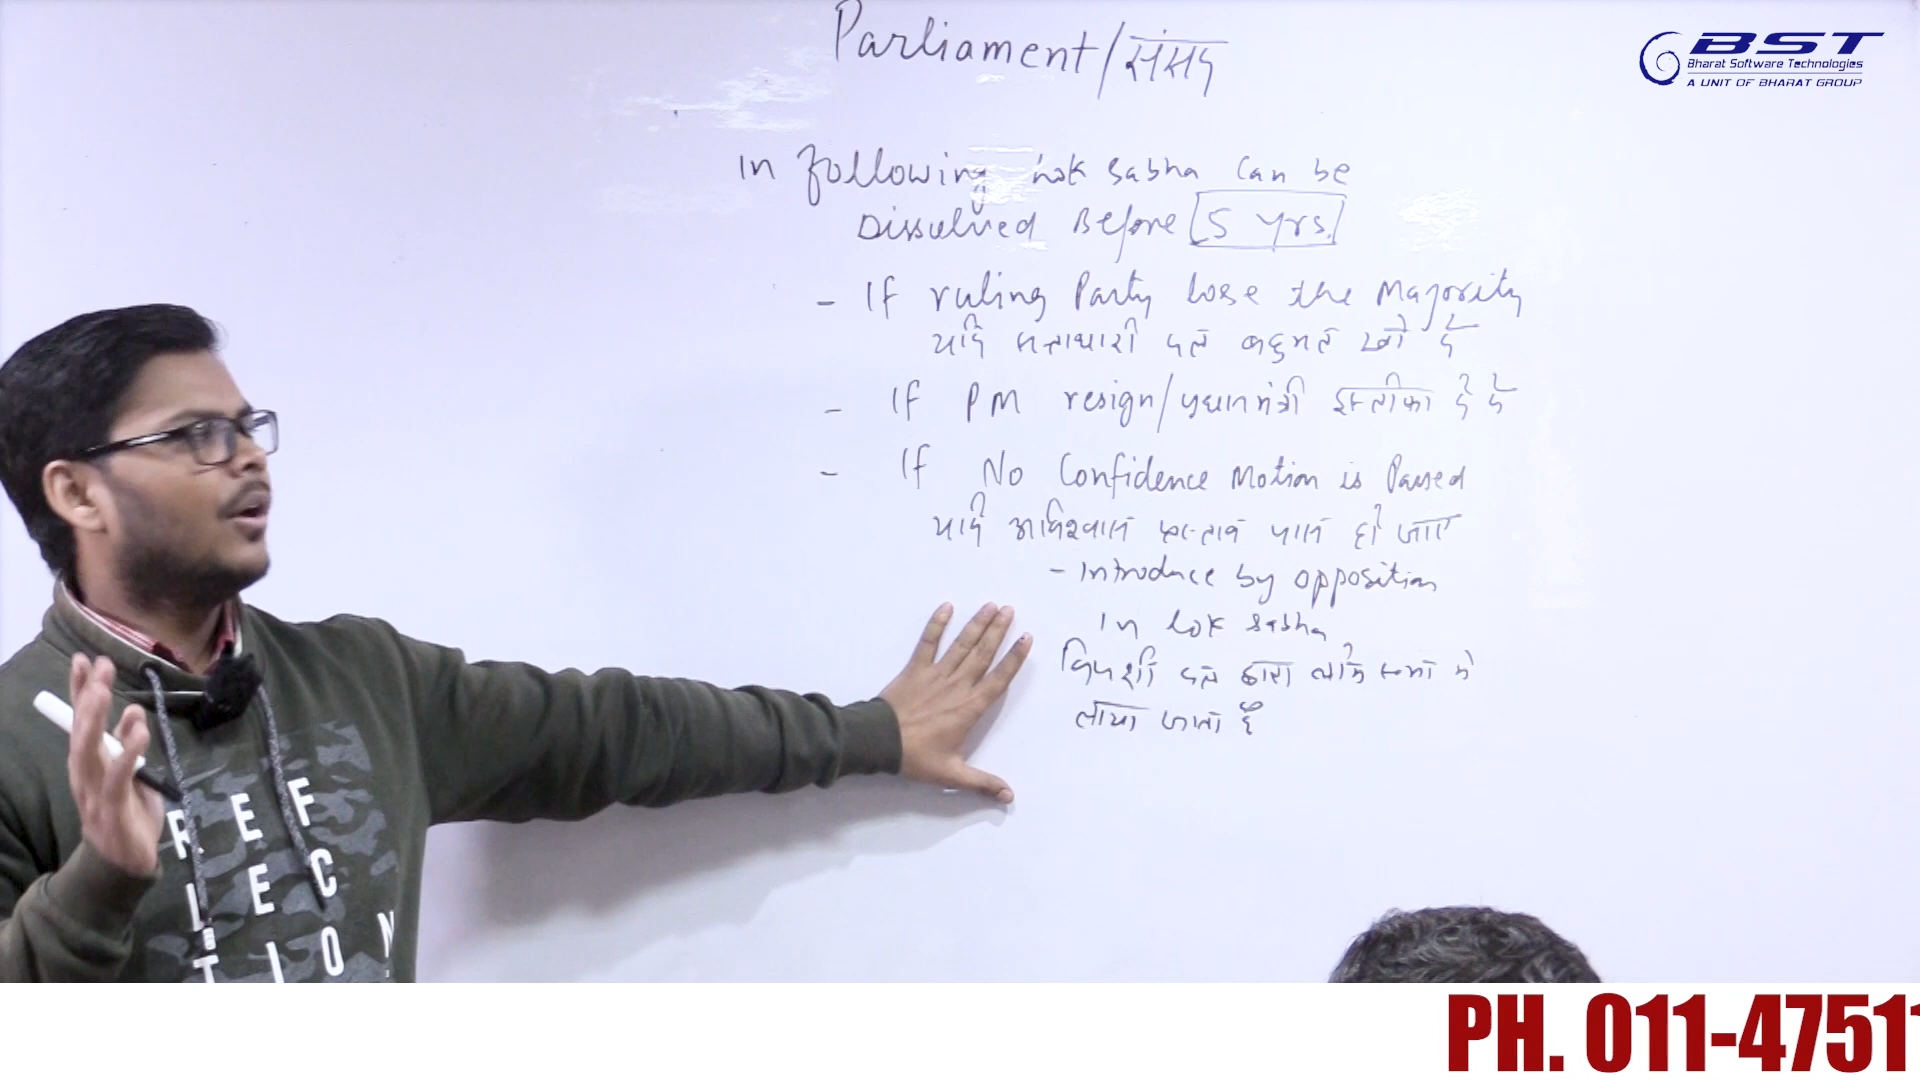 Parliament/संसद
BST
Bharat Software Technologies
A UNIT OF BHARAT GROUP
In following Lok Sabha Can be
Dissolved Before 5 yrs.
- If ruling Party lose the Majority
यदि सत्ताधारी दल बहुमत खो दे
- If PM resign/प्रधानमंत्री इस्तीफा दे दे
- If No Confidence Motion is Passed
यदि अविश्वास प्रस्ताव पास हो जाए
- Introduce by opposition
In Lok Sabha
विपक्षी दल द्वारा लोक सभा में
लाया जाता है
REF
LEC
TION
PH. 011-47511